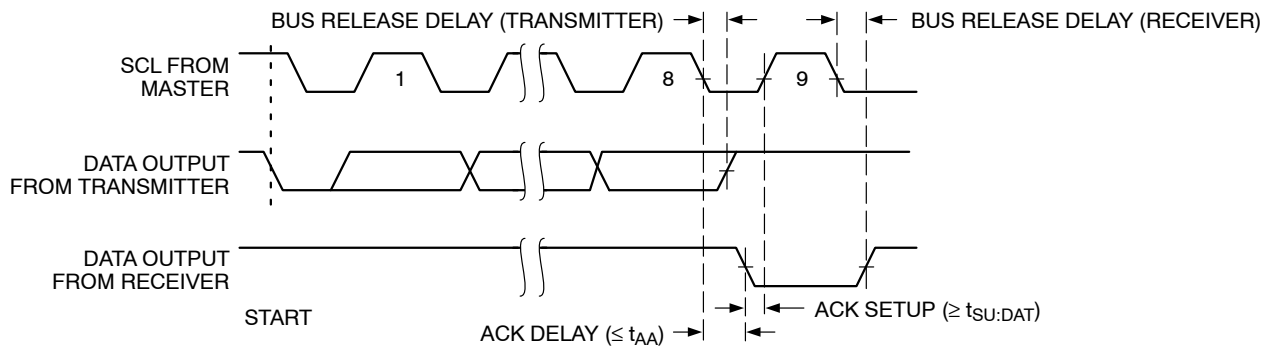 BUS RELEASE DELAY (TRANSMITTER)
BUS RELEASE DELAY (RECEIVER)
SCL FROM
MASTER
1
8
9
DATA OUTPUT
FROM TRANSMITTER
DATA OUTPUT
FROM RECEIVER
START
ACK SETUP (≥ tSU:DAT)
ACK DELAY (≤ tAA)